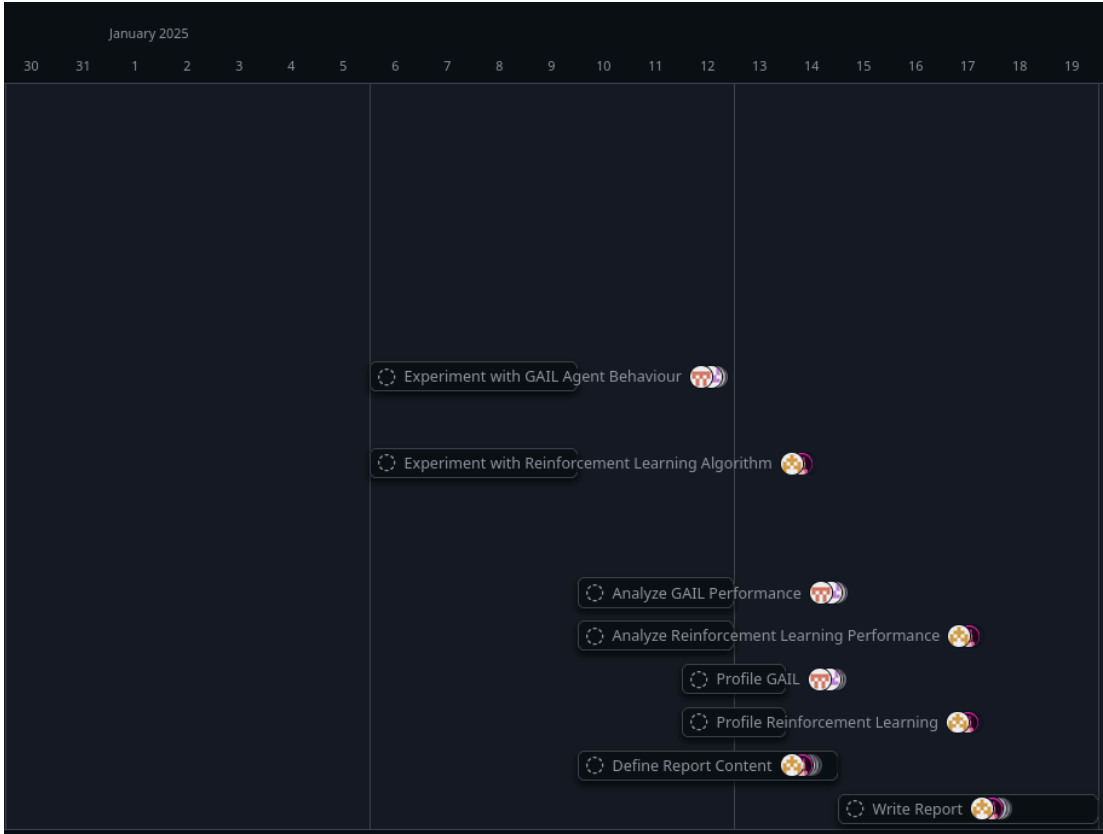 January 2025
30 31 1 2 3 4 5 6 7 8 9 10 11 12 13 14 15 16 17 18 19
Experiment with GAIL Agent Behaviour
Experiment with Reinforcement Learning Algorithm
Analyze GAIL Performance
Analyze Reinforcement Learning Performance
Profile GAIL
Profile Reinforcement Learning
Define Report Content
Write Report